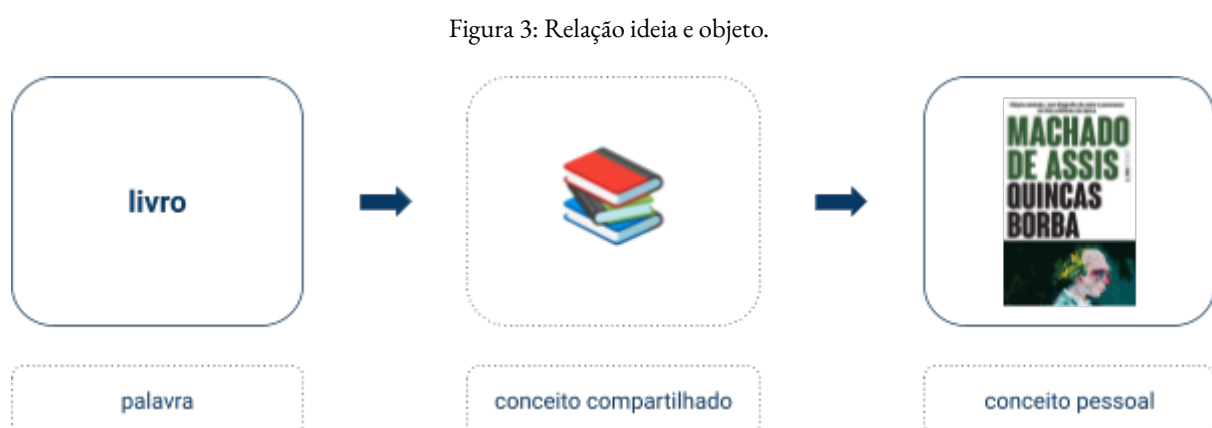 Figura 3: Relação ideia e objeto.
livro
MACHADO
DE ASSIS
QUINCAS
BORBA
palavra
conceito compartilhado
conceito pessoal